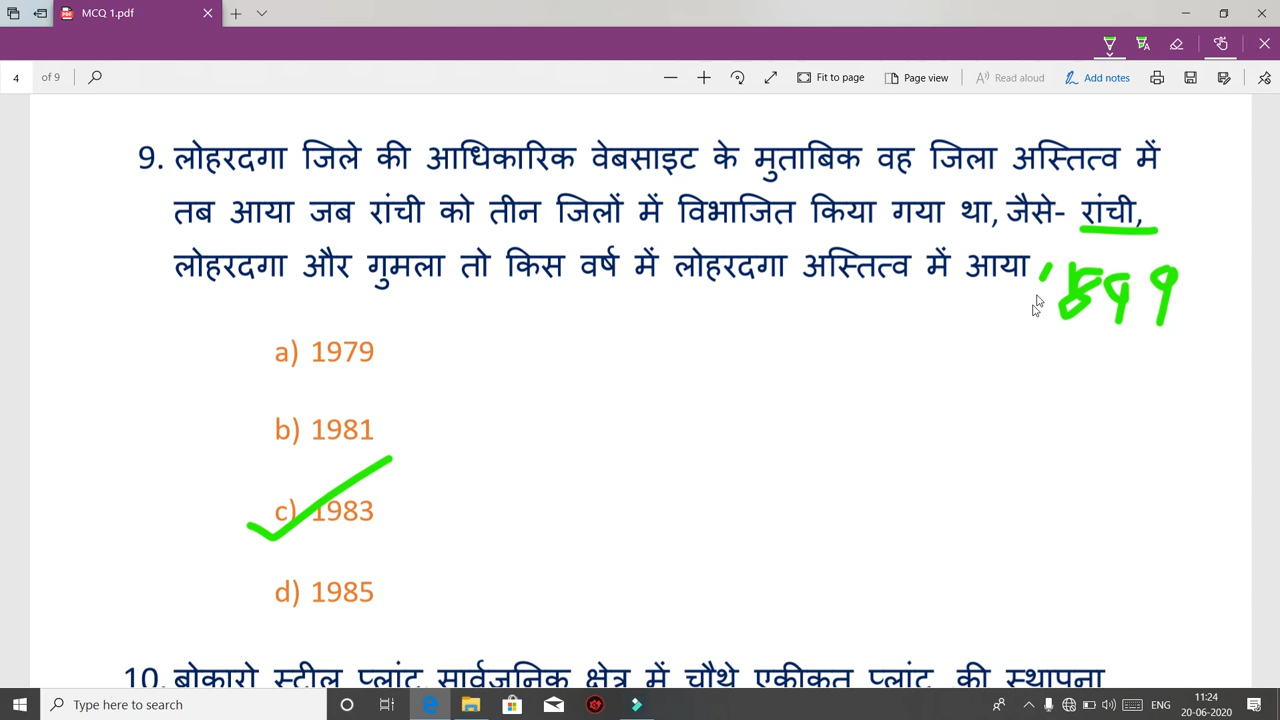 MCQ 1.pdf
4 of 9
Fit to page
Page view
Read aloud
Add notes
9. लोहरदगा जिले की आधिकारिक वेबसाइट के मुताबिक वह जिला अस्तित्व में
तब आया जब रांची को तीन जिलों में विभाजित किया गया था, जैसे- रांची,
लोहरदगा और गुमला तो किस वर्ष में लोहरदगा अस्तित्व में आया
1899
a) 1979
b) 1981
c) 1983
d) 1985
10. बोकारो स्टील प्लांट सार्वजनिक क्षेत्र में चौथे एकीकृत प्लांट की स्थापना
Type here to search
ENG
11:24
20-06-2020